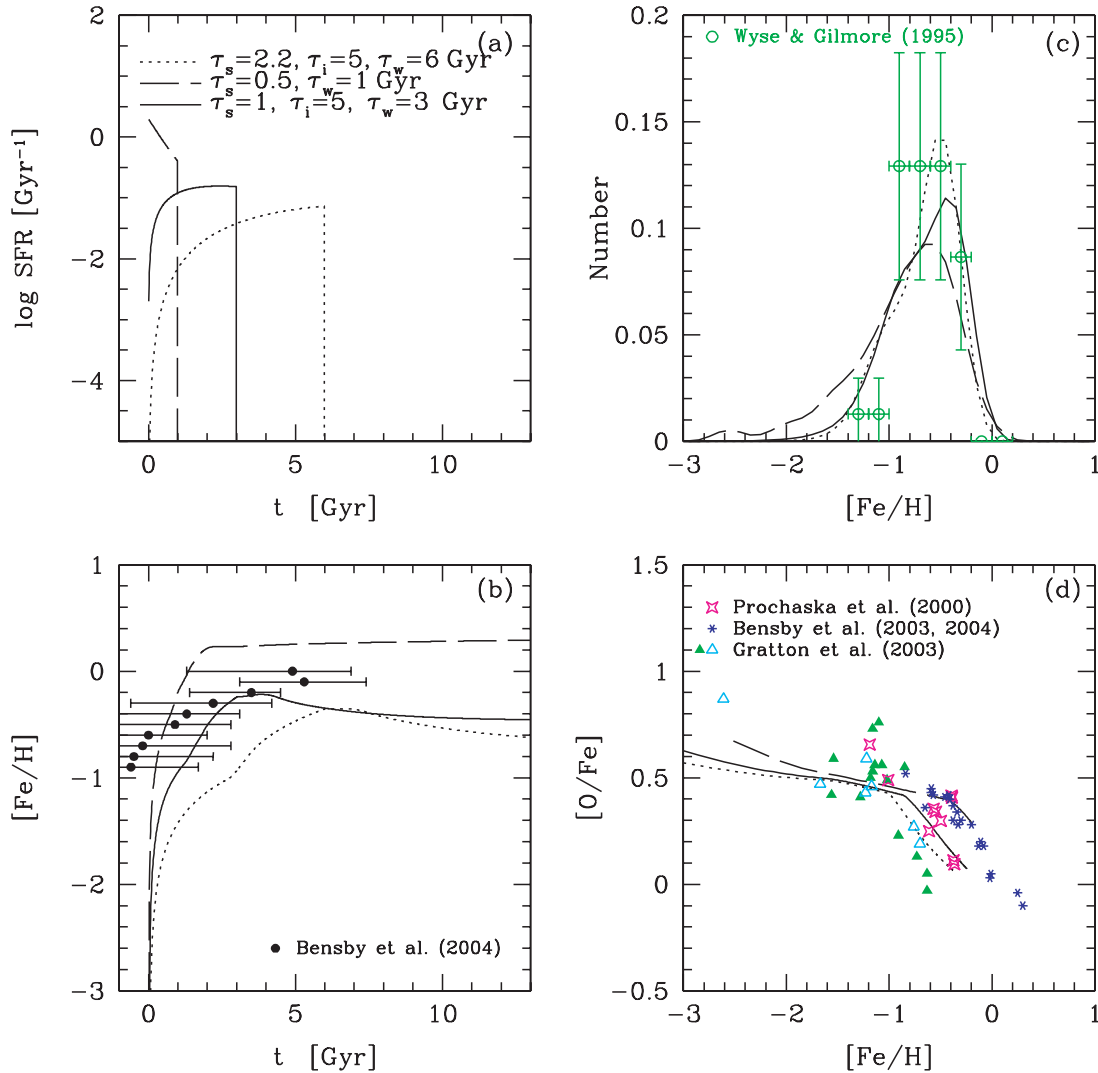 (a)
τs=2.2, τi=5, τw=6 Gyr
τs=0.5, τw=1 Gyr
τs=1, τi=5, τw=3 Gyr
2
0
−2
−4
log SFR [Gyr⁻¹]
0 5 10
t [Gyr]
(c)
Wyse & Gilmore (1995)
0.2
0.15
0.1
0.05
0
Number
−3 −2 −1 0 1
[Fe/H]
(b)
1
0
−1
−2
−3
[Fe/H]
Bensby et al. (2004)
0 5 10
t [Gyr]
(d)
Prochaska et al. (2000)
Bensby et al. (2003, 2004)
Gratton et al. (2003)
1.5
1
0.5
0
−0.5
[O/Fe]
−3 −2 −1 0 1
[Fe/H]